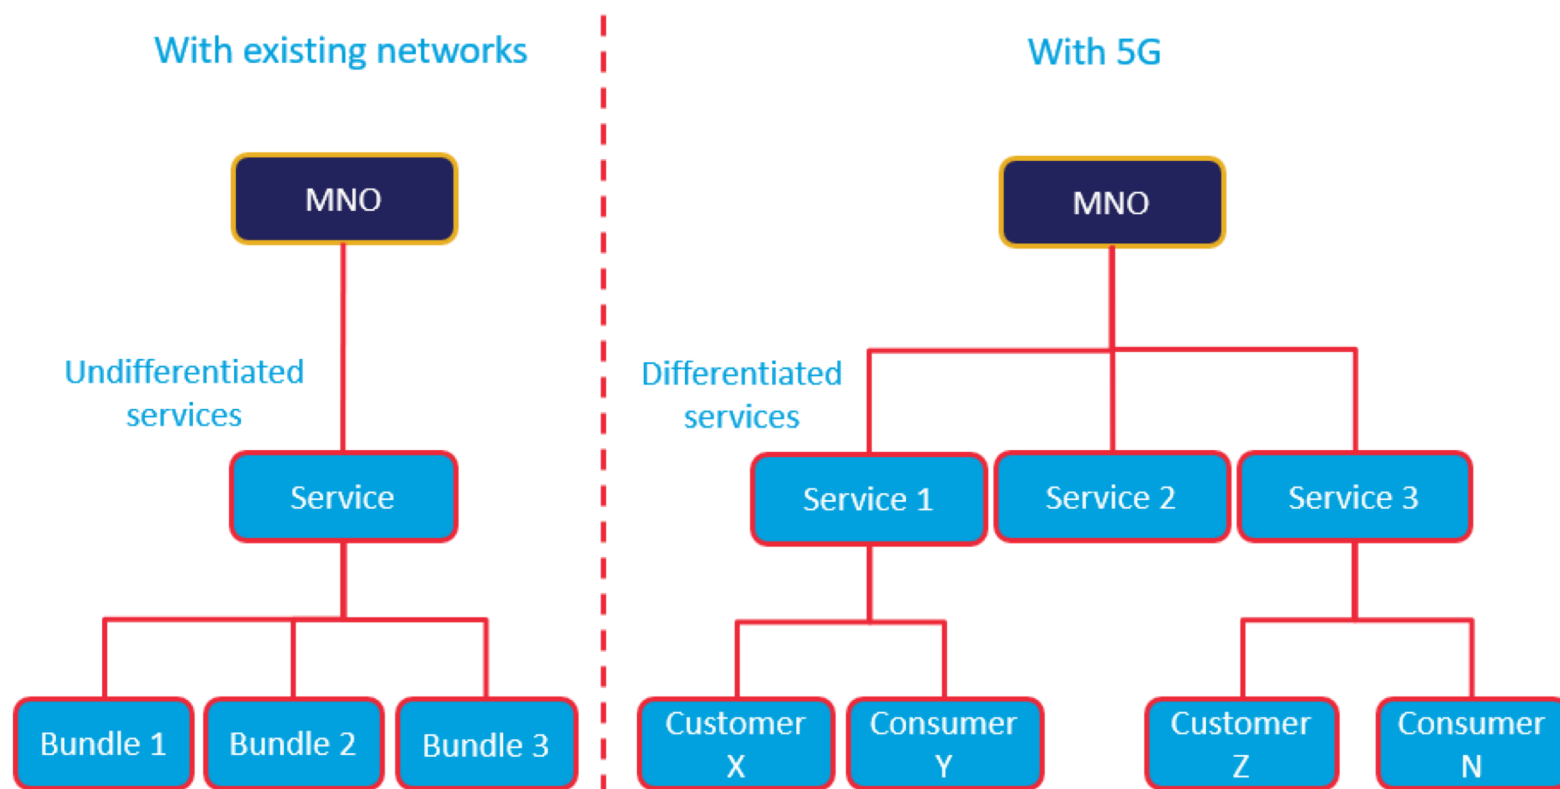 With existing networks
MNO
Undifferentiated
services
Service
Bundle 1
Bundle 2
Bundle 3
With 5G
MNO
Differentiated
services
Service 1
Service 2
Service 3
Customer
X
Consumer
Y
Customer
Z
Consumer
N